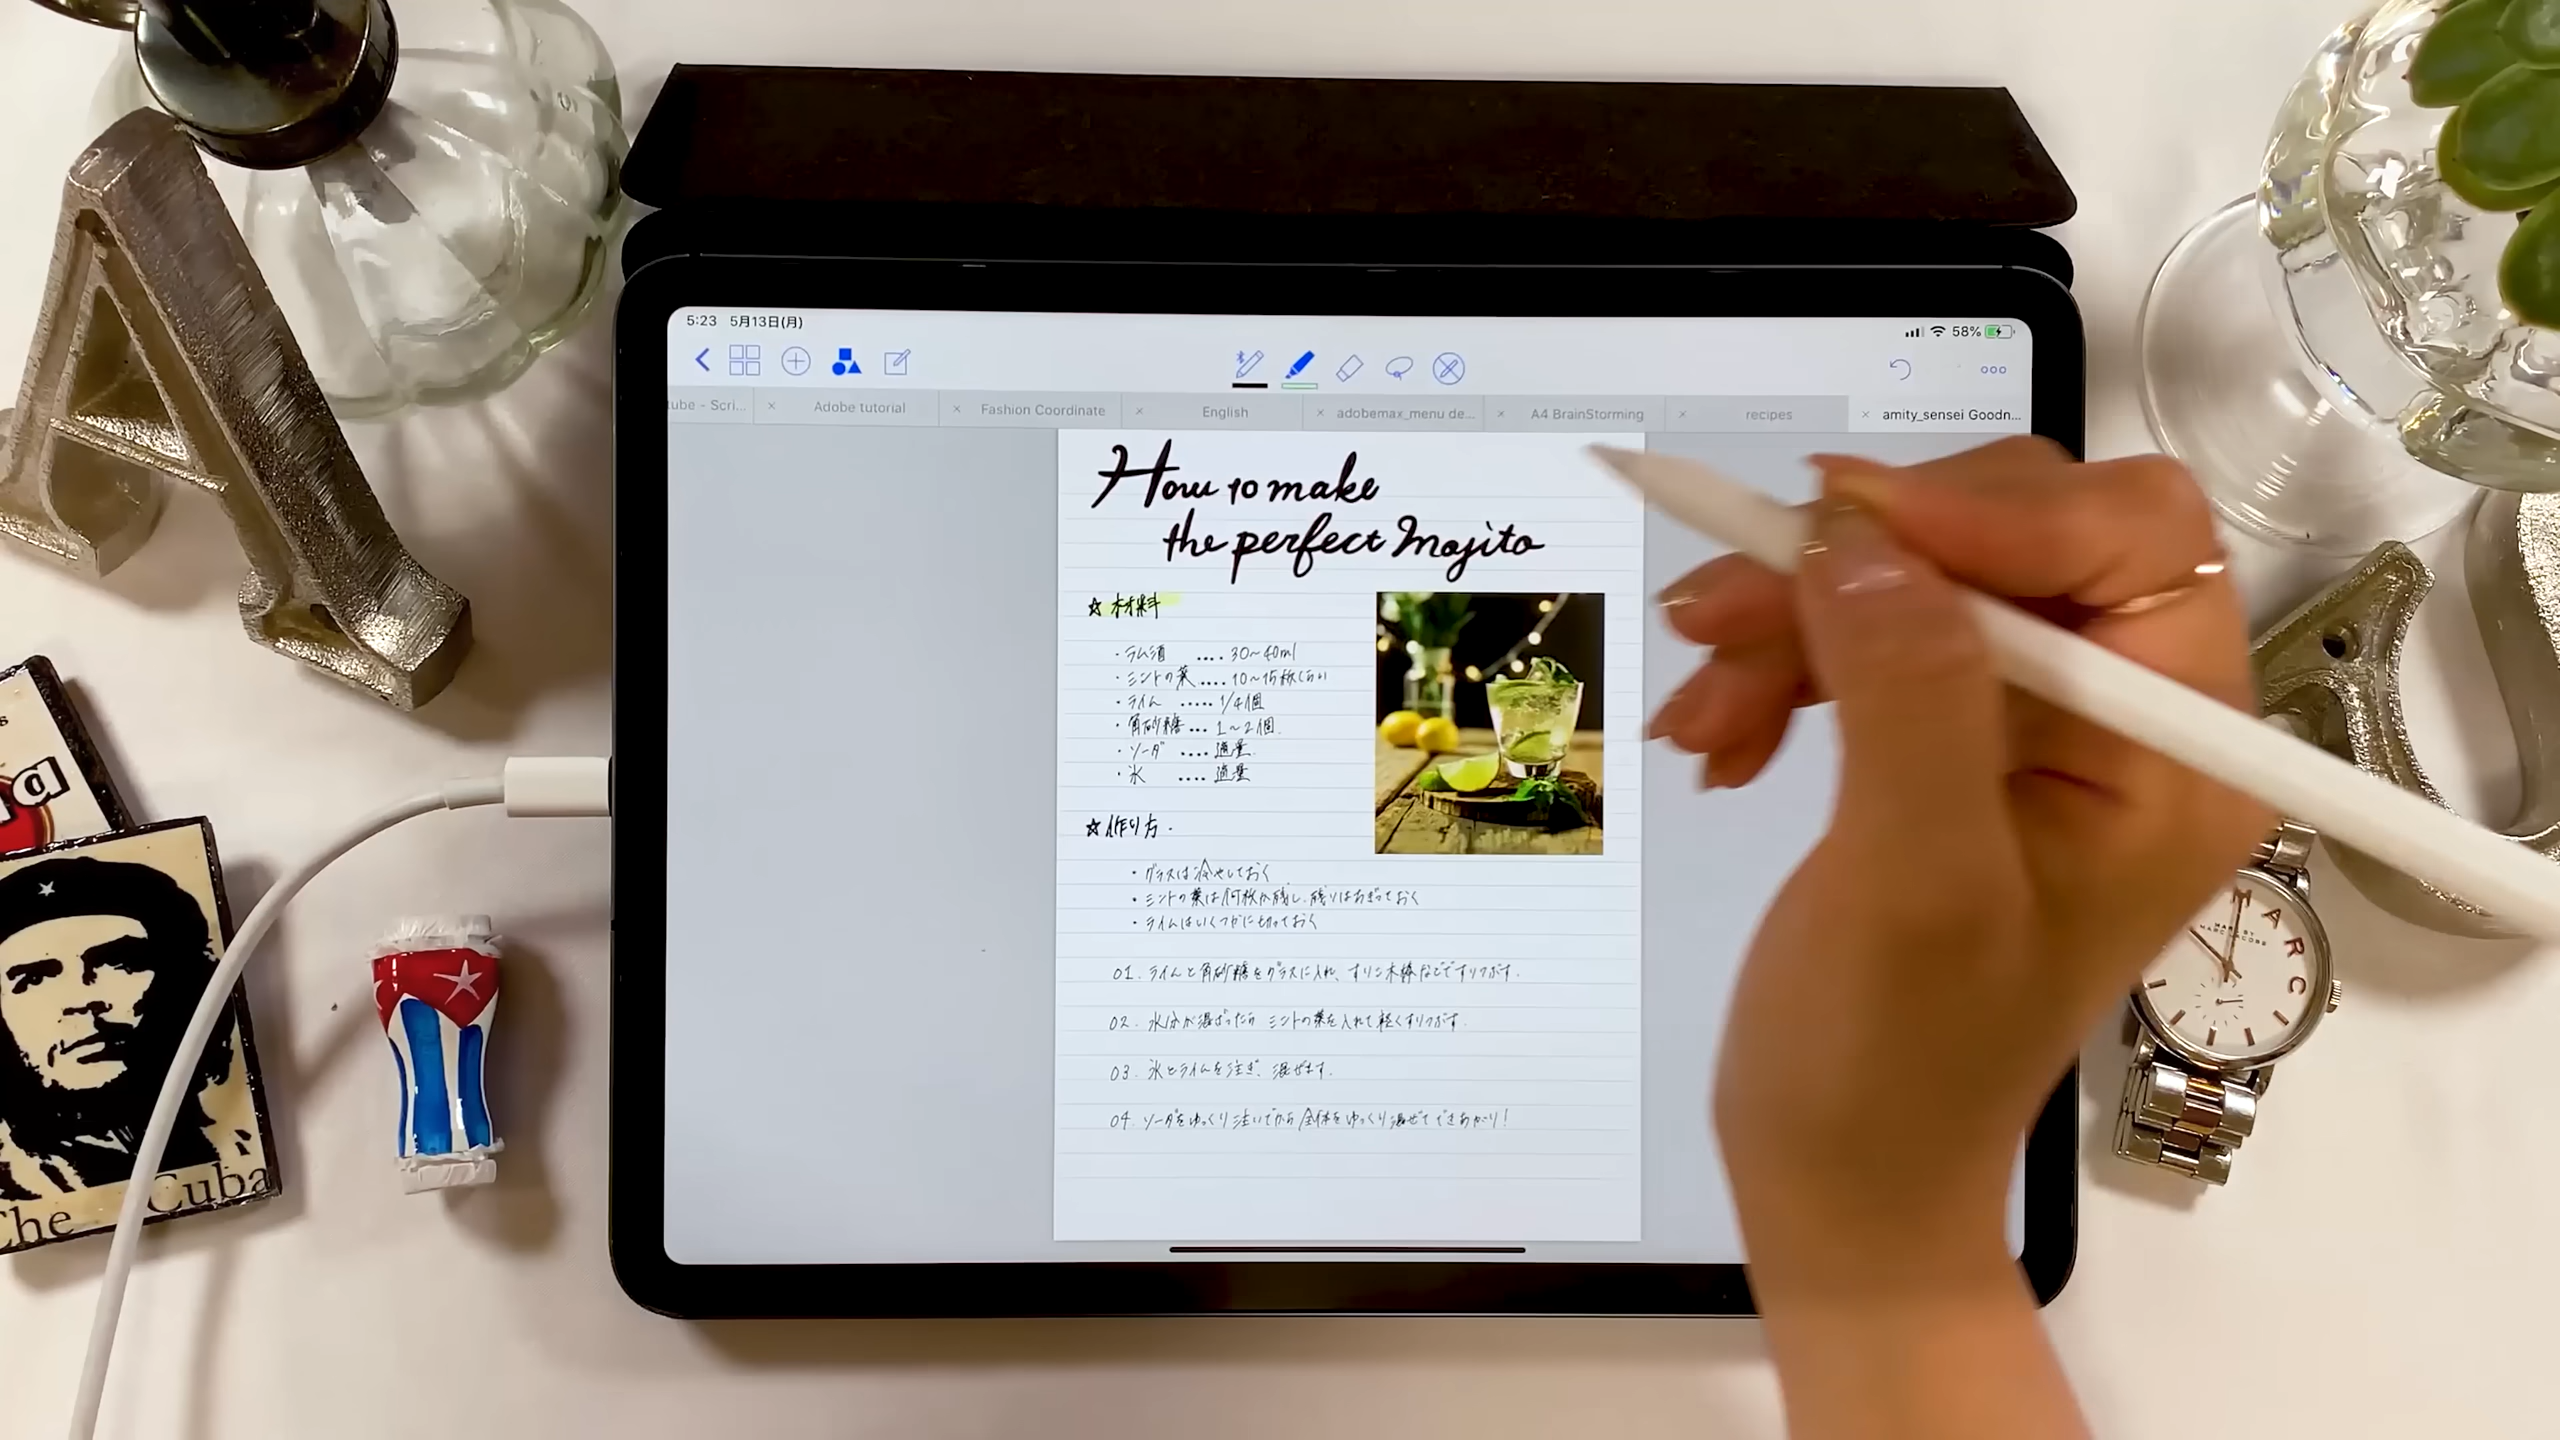 5:23 5月13日(月)
58%
tube - Scri...
Adobe tutorial
Fashion Coordinate
English
adobemax_menu de...
A4 BrainStorming
recipes
amity_sensei Goodn...
How to make
the perfect Mojito
☆材料
・ラム酒 .... 30~40ml
・ミントの葉 .... 10~15枚くらい
・ライム ..... 1/4個
・角砂糖 ... 1~2個.
・ソーダ .... 適量.
・氷 .... 適量
☆作り方.
・グラスは冷やしておく
・ミントの葉は何枚か残し、残りはちぎっておく
・ライムはいくつかに切っておく
01. ライムと角砂糖をグラスに入れ、すりこ木棒などですりつぶす.
02. 水分が混ざったら ミントの葉を入れて軽くすりつぶす.
03. 氷とライムを注ぎ、混ぜます.
04. ソーダをゆっくり注いでから全体をゆっくり混ぜてできあがり!
Che Cuba
MARC
MARC BY
MARC JACOBS